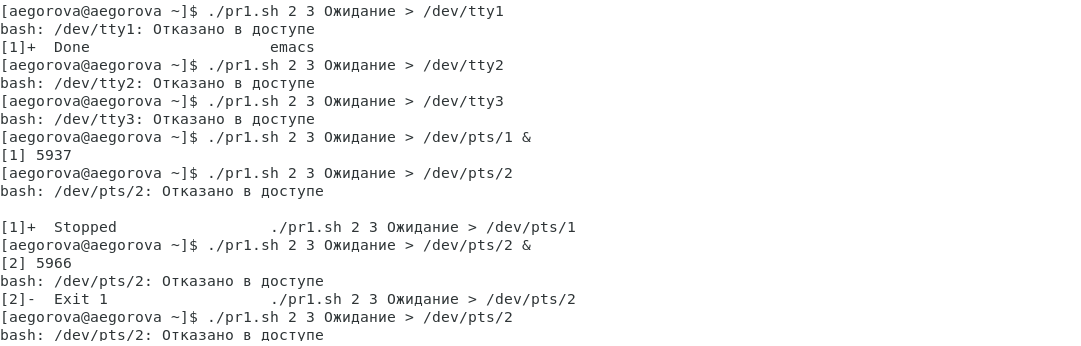 [aegorova@aegorova ~]$ ./pr1.sh 2 3 Ожидание > /dev/tty1
bash: /dev/tty1: Отказано в доступе
[1]+  Done                    emacs
[aegorova@aegorova ~]$ ./pr1.sh 2 3 Ожидание > /dev/tty2
bash: /dev/tty2: Отказано в доступе
[aegorova@aegorova ~]$ ./pr1.sh 2 3 Ожидание > /dev/tty3
bash: /dev/tty3: Отказано в доступе
[aegorova@aegorova ~]$ ./pr1.sh 2 3 Ожидание > /dev/pts/1 &
[1] 5937
[aegorova@aegorova ~]$ ./pr1.sh 2 3 Ожидание > /dev/pts/2
bash: /dev/pts/2: Отказано в доступе

[1]+  Stopped                 ./pr1.sh 2 3 Ожидание > /dev/pts/1
[aegorova@aegorova ~]$ ./pr1.sh 2 3 Ожидание > /dev/pts/2 &
[2] 5966
bash: /dev/pts/2: Отказано в доступе
[2]-  Exit 1                  ./pr1.sh 2 3 Ожидание > /dev/pts/2
[aegorova@aegorova ~]$ ./pr1.sh 2 3 Ожидание > /dev/pts/2
bash: /dev/pts/2: Отказано в доступе